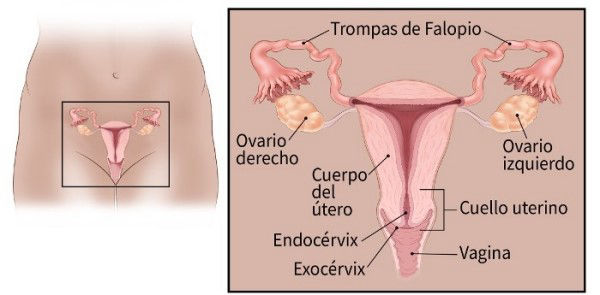 Trompas de Falopio
Ovario
derecho
Ovario
izquierdo
Cuerpo
del
útero
Cuello uterino
Endocérvix
Vagina
Exocérvix